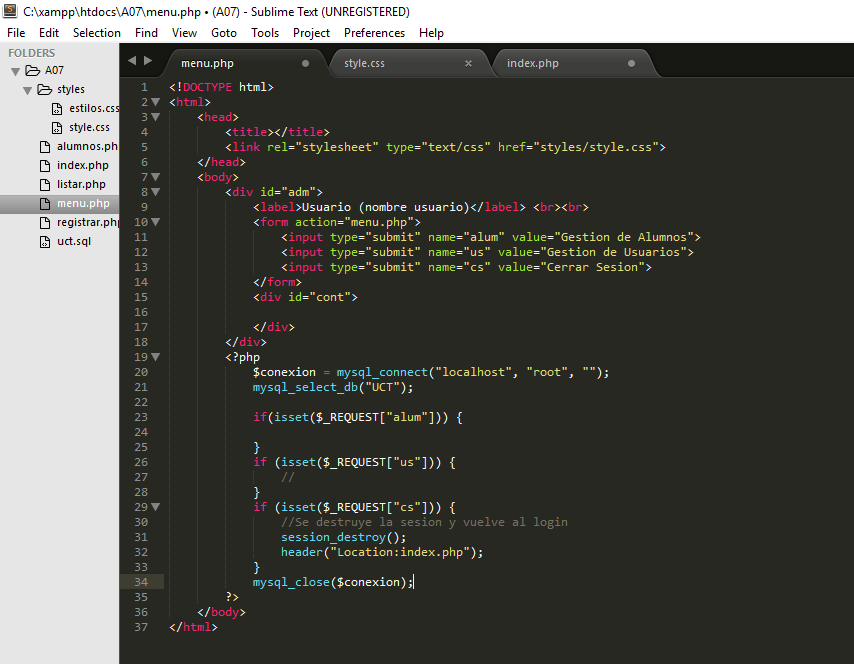 C:\xampp\htdocs\A07\menu.php • (A07) - Sublime Text (UNREGISTERED)
File Edit Selection Find View Goto Tools Project Preferences Help
FOLDERS
A07
styles
estilos.css
style.css
alumnos.ph
index.php
listar.php
menu.php
registrar.php
uct.sql
menu.php style.css × index.php
1 <!DOCTYPE html>
2 <html>
3 <head>
4 <title></title>
5 <link rel="stylesheet" type="text/css" href="styles/style.css">
6 </head>
7 <body>
8 <div id="adm">
9 <label>Usuario (nombre usuario)</label> <br><br>
10 <form action="menu.php">
11 <input type="submit" name="alum" value="Gestion de Alumnos">
12 <input type="submit" name="us" value="Gestion de Usuarios">
13 <input type="submit" name="cs" value="Cerrar Sesion">
14 </form>
15 <div id="cont">
16
17 </div>
18 </div>
19 <?php
20 $conexion = mysql_connect("localhost", "root", "");
21 mysql_select_db("UCT");
22
23 if(isset($_REQUEST["alum"])) {
24
25 }
26 if (isset($_REQUEST["us"])) {
27 //
28 }
29 if (isset($_REQUEST["cs"])) {
30 //Se destruye la sesion y vuelve al login
31 session_destroy();
32 header("Location:index.php");
33 }
34 mysql_close($conexion);
35 ?>
36 </body>
37 </html>